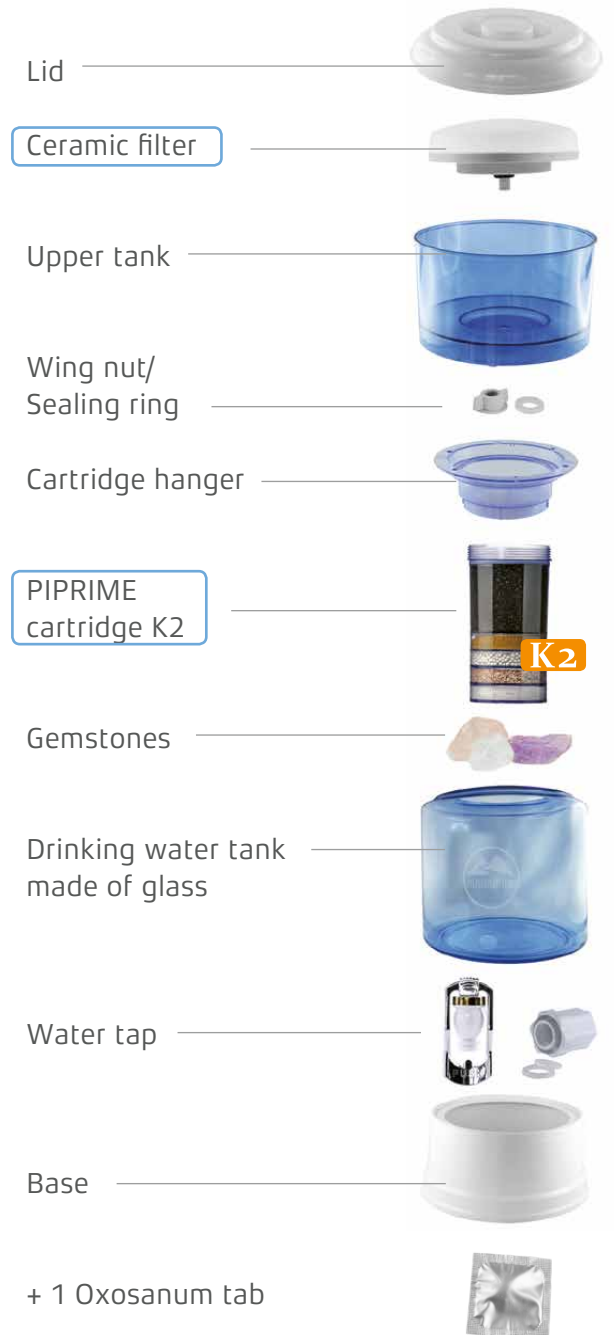 Lid
Ceramic filter
Upper tank
Wing nut/
Sealing ring
Cartridge hanger
PIPRIME
cartridge K2
K2
Gemstones
Drinking water tank
made of glass
Water tap
Base
+ 1 Oxosanum tab